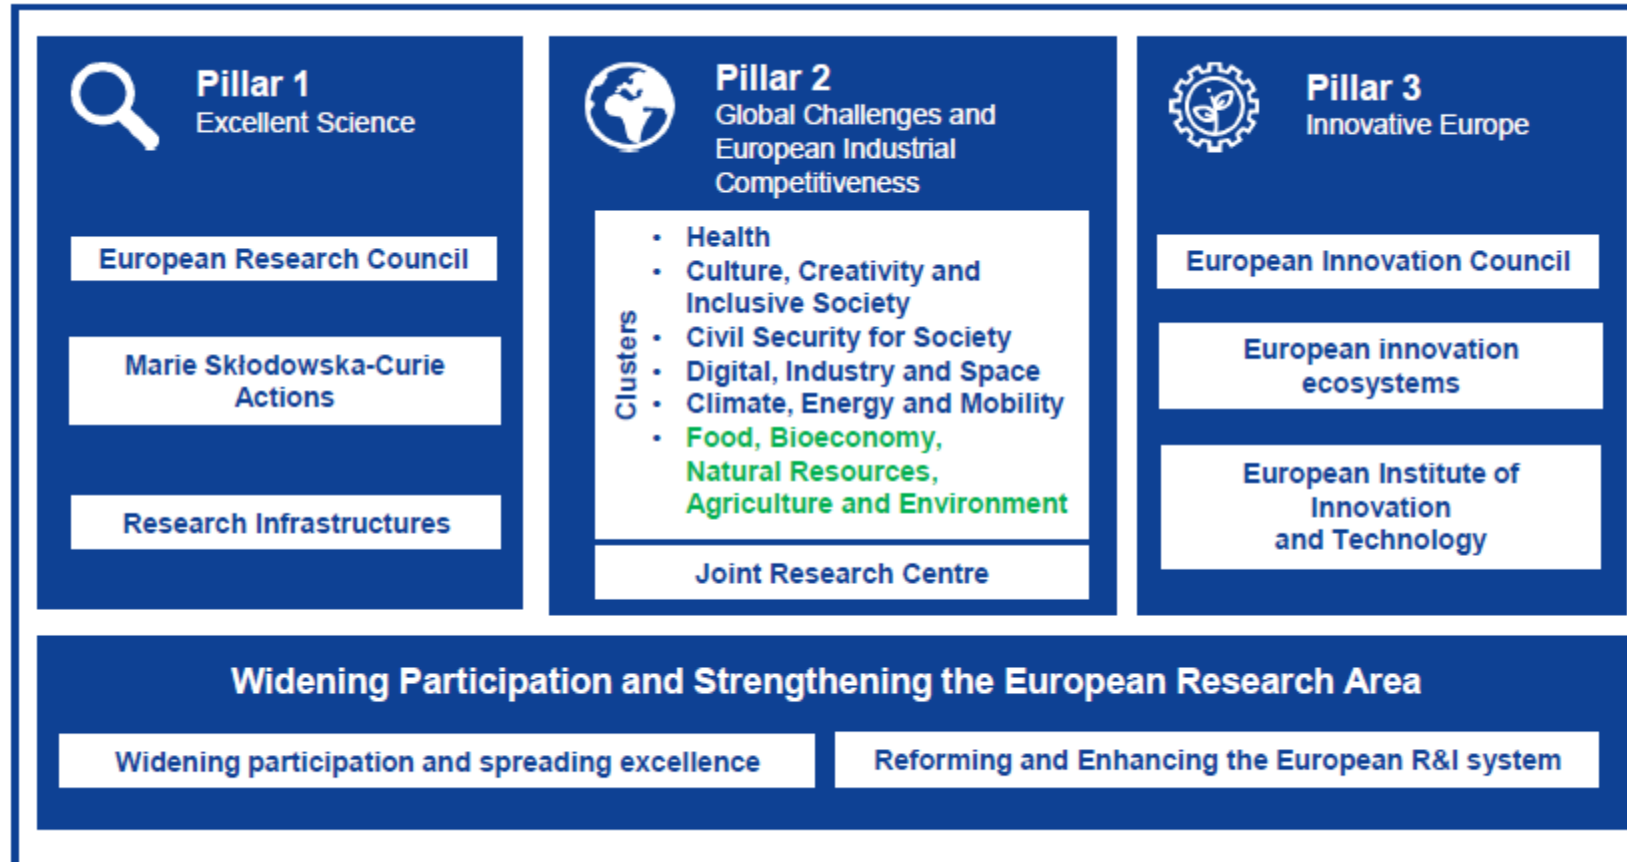 Pillar 1
Excellent Science
European Research Council
Marie Skłodowska-Curie
Actions
Research Infrastructures
Pillar 2
Global Challenges and
European Industrial
Competitiveness
Clusters
• Health
• Culture, Creativity and
Inclusive Society
• Civil Security for Society
• Digital, Industry and Space
• Climate, Energy and Mobility
• Food, Bioeconomy,
Natural Resources,
Agriculture and Environment
Joint Research Centre
Pillar 3
Innovative Europe
European Innovation Council
European innovation
ecosystems
European Institute of
Innovation
and Technology
Widening Participation and Strengthening the European Research Area
Widening participation and spreading excellence
Reforming and Enhancing the European R&I system